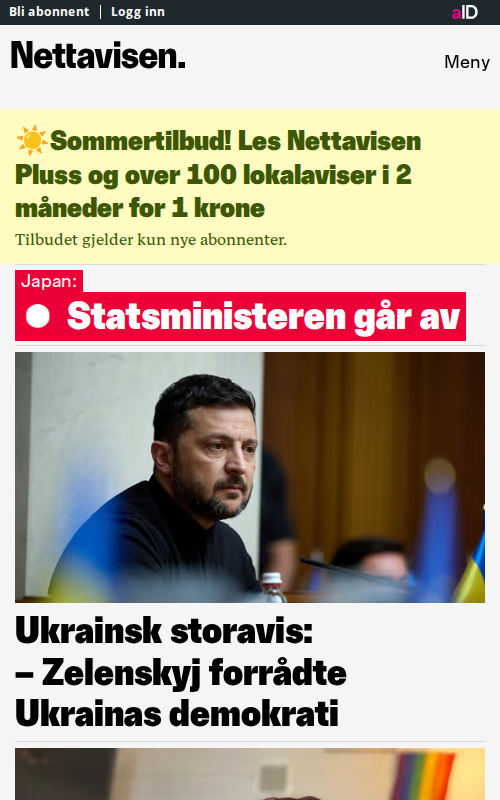 Bli abonnent
Logg inn
aID
Nettavisen.
Meny
Sommertilbud! Les Nettavisen
Pluss og over 100 lokalaviser i 2
måneder for 1 krone
Tilbudet gjelder kun nye abonnenter.
Japan:
Statsministeren går av
Ukrainsk storavis:
– Zelenskyj forrådte
Ukrainas demokrati